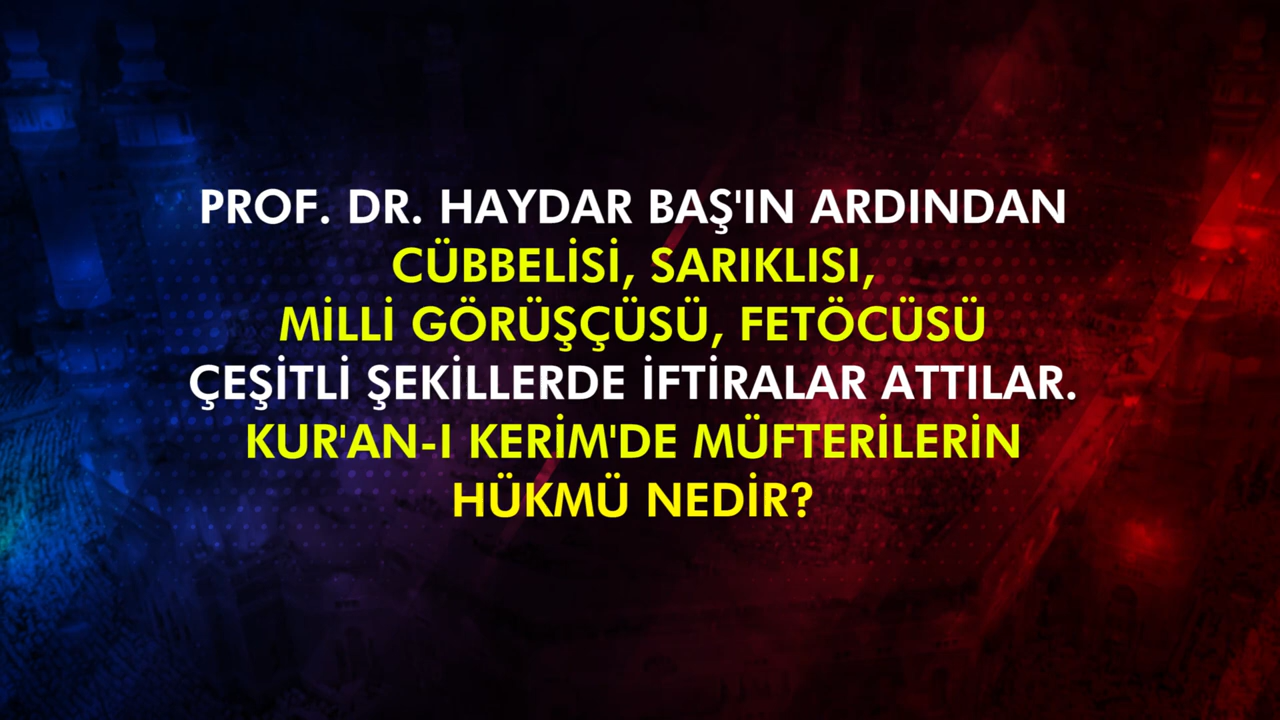 PROF. DR. HAYDAR BAŞ'IN ARDINDAN
CÜBBELİSİ, SARIKLISI,
MİLLİ GÖRÜŞÇÜSÜ, FETÖCÜSÜ
ÇEŞİTLİ ŞEKİLLERDE İFTİRALAR ATTILAR.
KUR'AN-I KERİM'DE MÜFTERİLERİN
HÜKMÜ NEDİR?